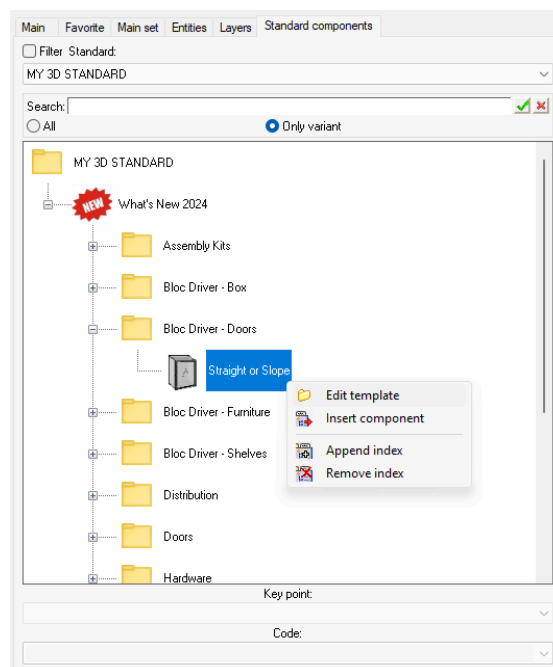 Main Favorite Main set Entities Layers Standard components
Filter Standard:
MY 3D STANDARD
Search:
All Only variant
MY 3D STANDARD
NEW What's New 2024
Assembly Kits
Bloc Driver - Box
Bloc Driver - Doors
A Straight or Slope
Edit template
Bloc Driver - Furniture
Insert component
Bloc Driver - Shelves
Append index
Remove index
Distribution
Doors
Hardware
Key point:
Code: